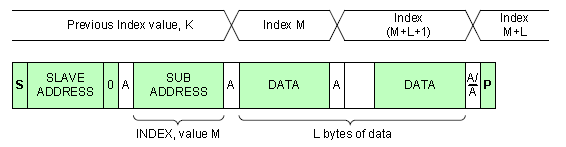 Previous Index value, K
Index M
Index
(M+L+1)
Index
M+L
S
SLAVE
ADDRESS
0
A
SUB
ADDRESS
A
DATA
A
DATA
A/
A
P
INDEX, value M
L bytes of data